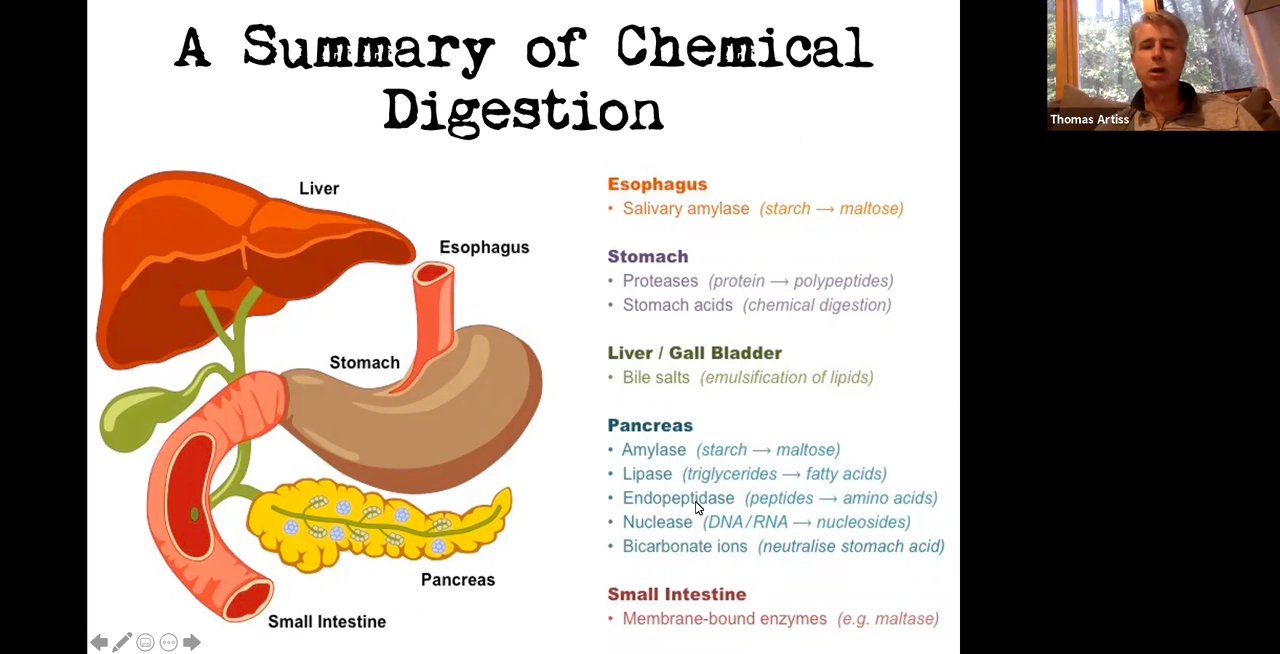 A Summary of Chemical
Digestion
Thomas Artiss
Liver
Esophagus
Stomach
Pancreas
Small Intestine
Esophagus
• Salivary amylase (starch → maltose)
Stomach
• Proteases (protein → polypeptides)
• Stomach acids (chemical digestion)
Liver / Gall Bladder
• Bile salts (emulsification of lipids)
Pancreas
• Amylase (starch → maltose)
• Lipase (triglycerides → fatty acids)
• Endopeptidase (peptides → amino acids)
• Nuclease (DNA/RNA → nucleosides)
• Bicarbonate ions (neutralise stomach acid)
Small Intestine
• Membrane-bound enzymes (e.g. maltase)